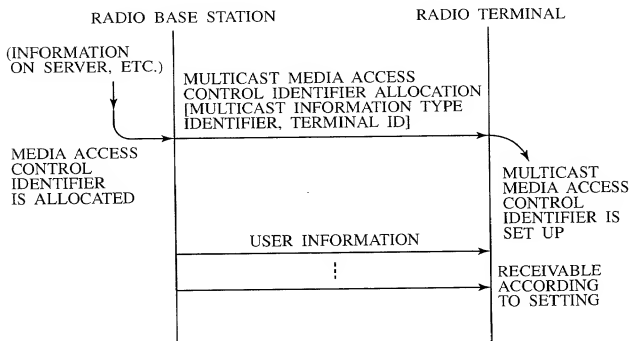 RADIO BASE STATION
RADIO TERMINAL
(INFORMATION
ON SERVER, ETC.)
MULTICAST MEDIA ACCESS
CONTROL IDENTIFIER ALLOCATION
[MULTICAST INFORMATION TYPE
IDENTIFIER, TERMINAL ID]
MEDIA ACCESS
CONTROL
IDENTIFIER
IS ALLOCATED
MULTICAST
MEDIA ACCESS
CONTROL
IDENTIFIER IS
SET UP
USER INFORMATION
RECEIVABLE
ACCORDING
TO SETTING